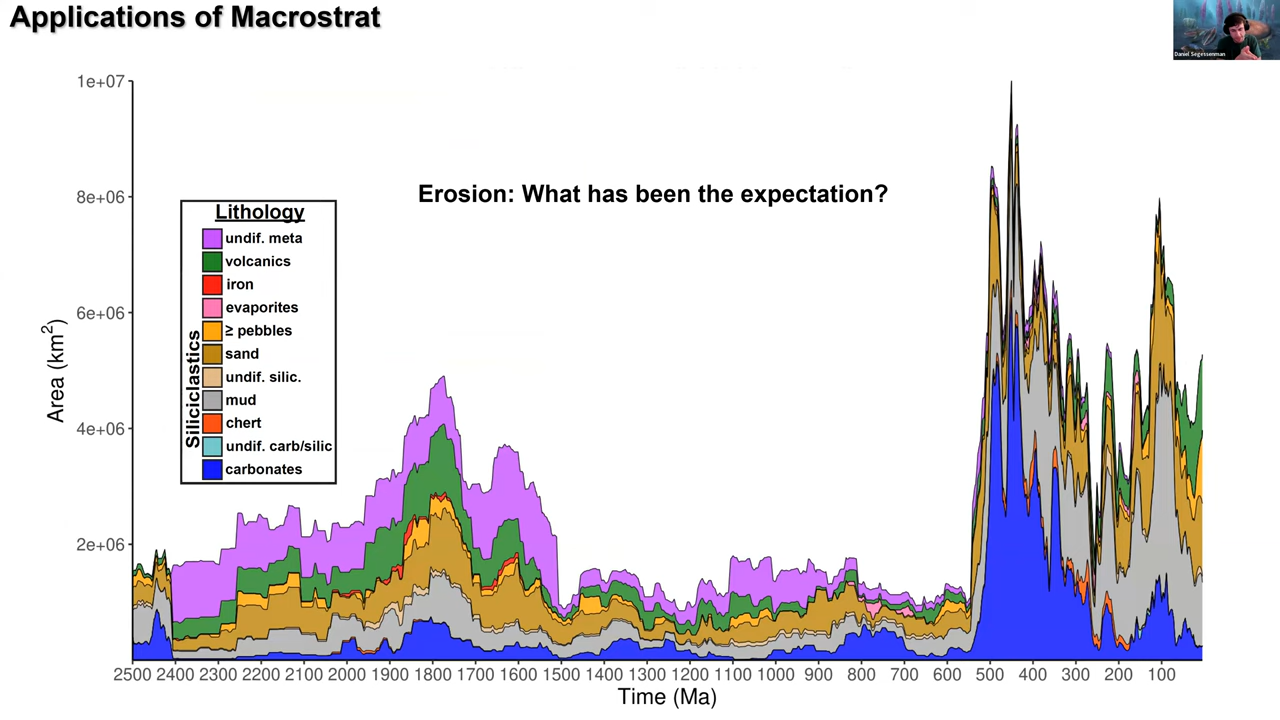 Applications of Macrostrat
Daniel Segessenman
1e+07
8e+06
6e+06
4e+06
2e+06
Area (km²)
Erosion: What has been the expectation?
Lithology
undif. meta
volcanics
iron
evaporites
≥ pebbles
sand
undif. silic.
mud
chert
undif. carb/silic
carbonates
Siliciclastics
2500 2400 2300 2200 2100 2000 1900 1800 1700 1600 1500 1400 1300 1200 1100 1000 900 800 700 600 500 400 300 200 100
Time (Ma)